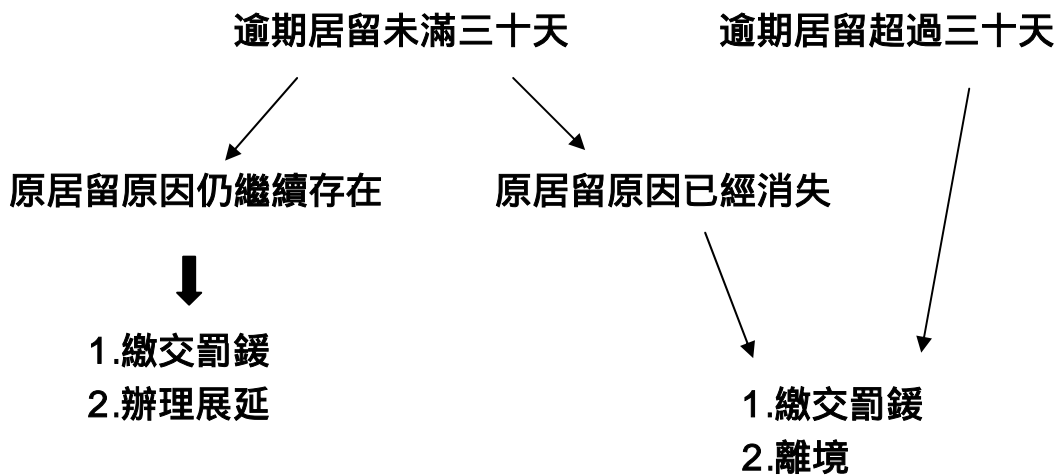 逾期居留未滿三十天
逾期居留超過三十天
原居留原因仍繼續存在
原居留原因已經消失
1.繳交罰鍰
2.辦理展延
1.繳交罰鍰
2.離境